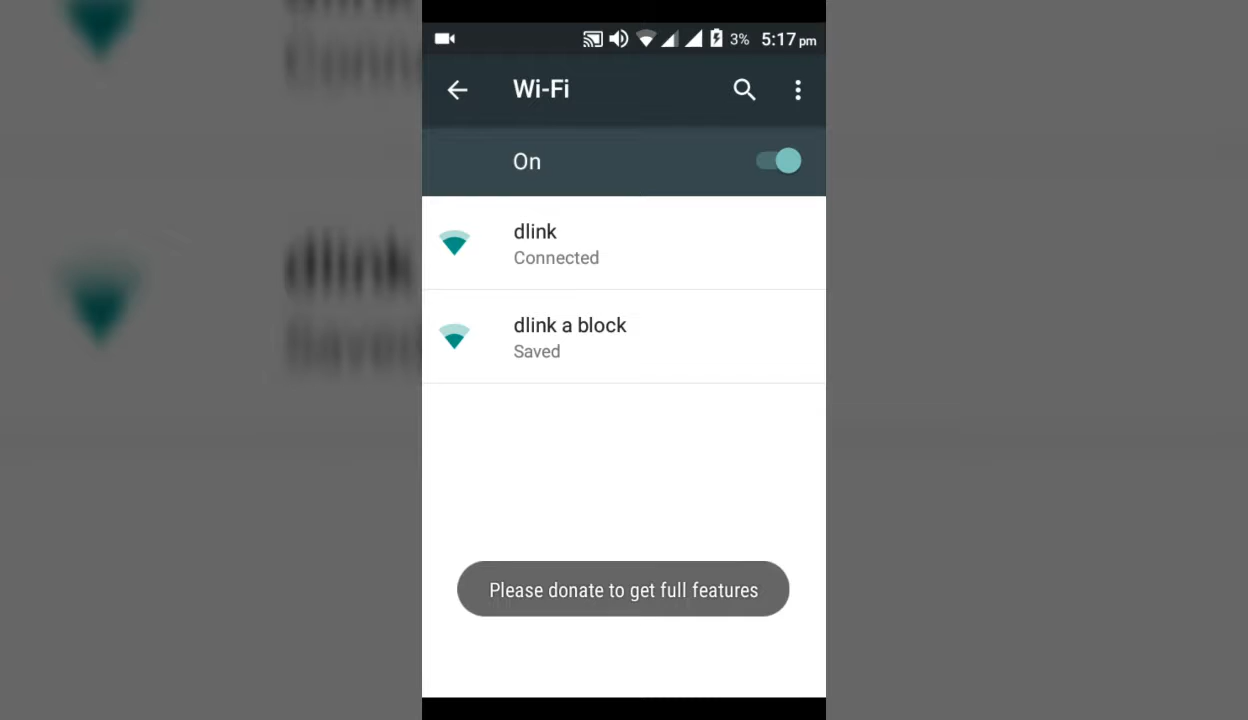 3% 5:17 pm
Wi-Fi
On
dlink
Connected
dlink a block
Saved
Please donate to get full features